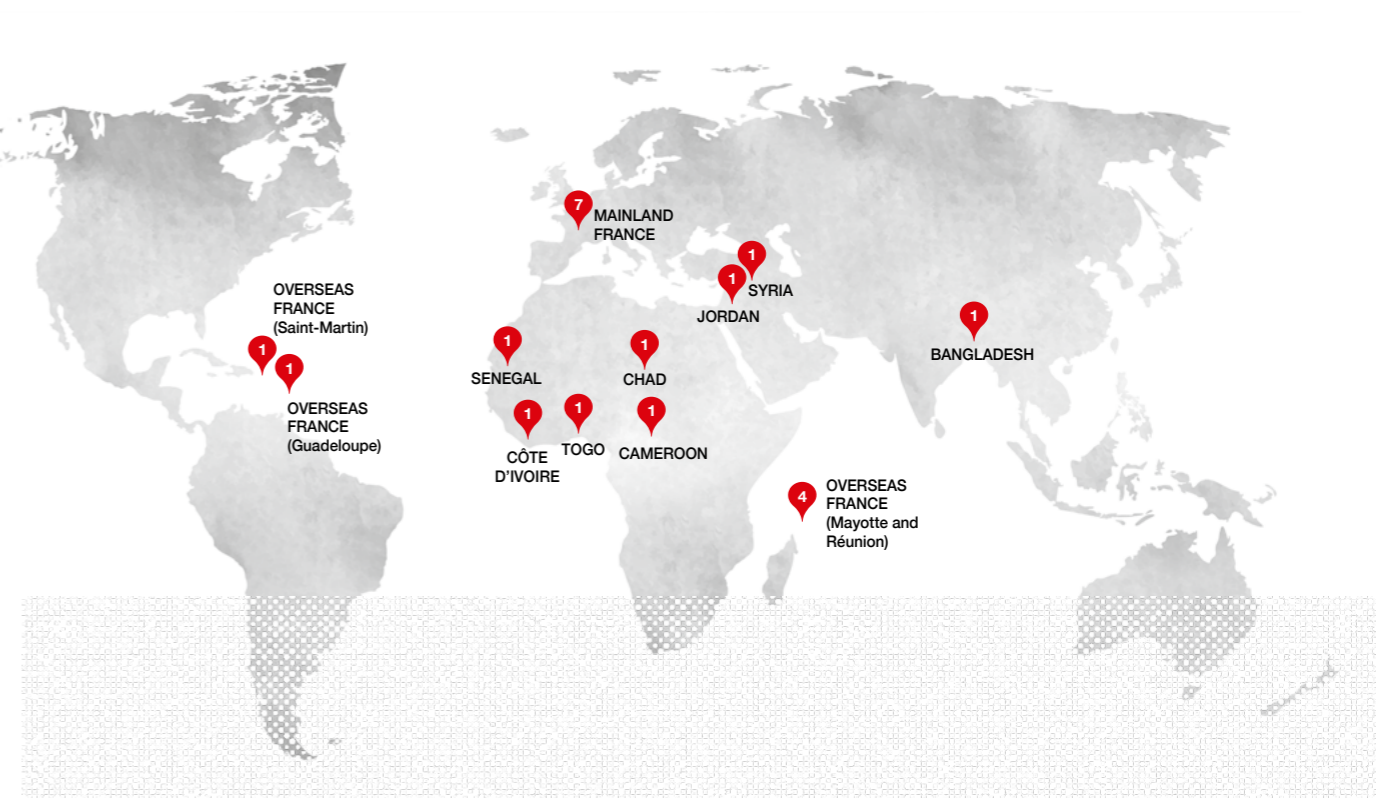 7
MAINLAND
FRANCE
1
1
SYRIA
JORDAN
OVERSEAS
FRANCE
(Saint-Martin)
1
1
OVERSEAS
FRANCE
(Guadeloupe)
1
SENEGAL
1
CHAD
1
BANGLADESH
1
CÔTE
D'IVOIRE
1
TOGO
1
CAMEROON
4
OVERSEAS
FRANCE
(Mayotte and
Réunion)